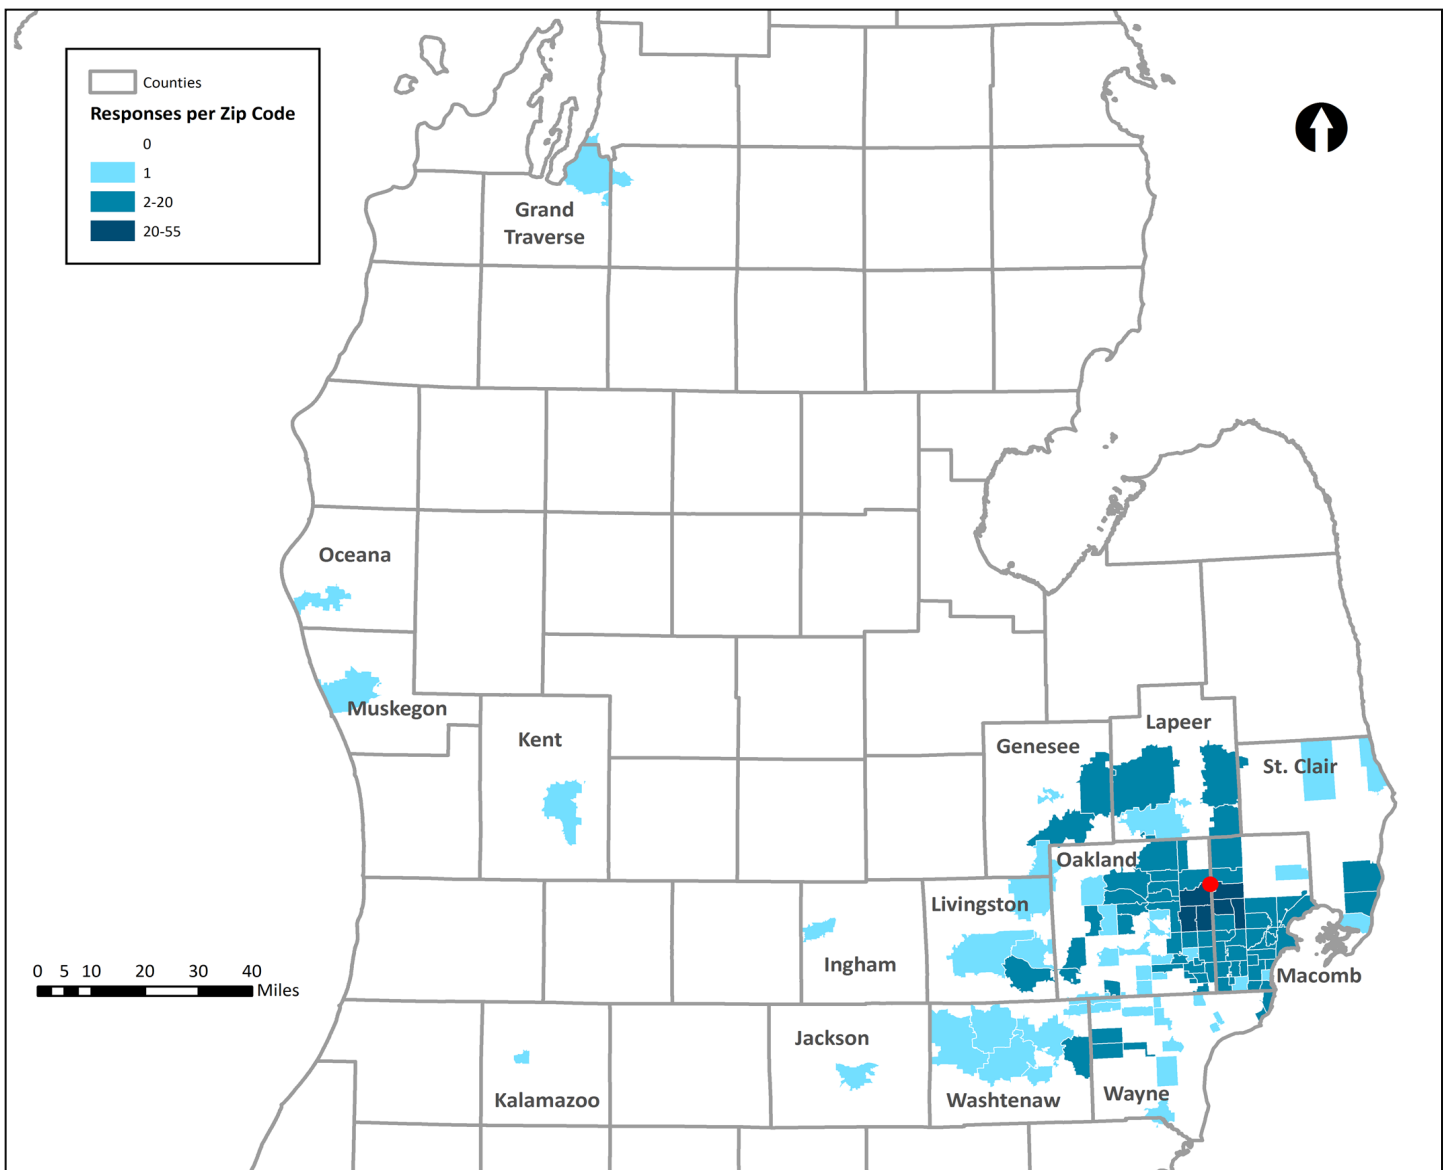 Counties
Responses per Zip Code
0
1
2-20
20-55
Grand
Traverse
Oceana
Muskegon
Kent
Lapeer
Genesee
St. Clair
Oakland
Livingston
Ingham
Macomb
0 5 10 20 30 40
Miles
Jackson
Kalamazoo
Washtenaw
Wayne